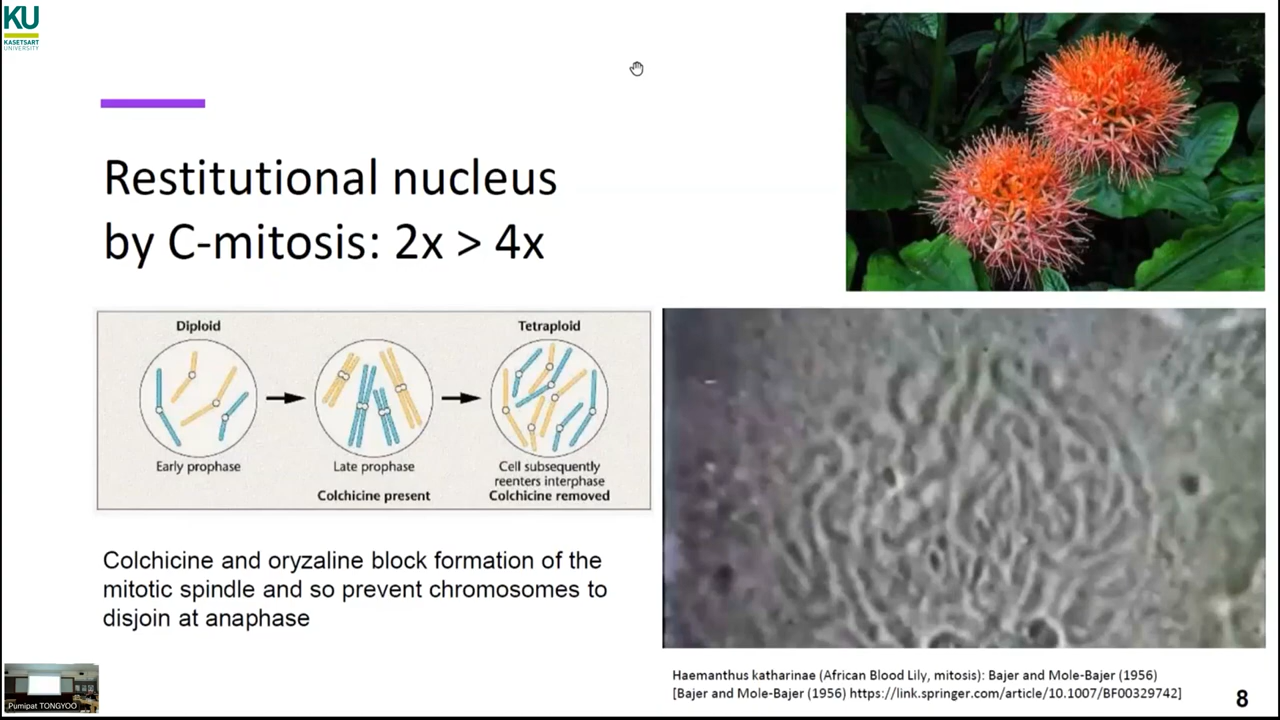 KU
KASETSART
UNIVERSITY
Restitutional nucleus
by C-mitosis: 2x > 4x
Diploid
Tetraploid
Early prophase
Late prophase
Colchicine present
Cell subsequently
reenters interphase
Colchicine removed
Colchicine and oryzaline block formation of the
mitotic spindle and so prevent chromosomes to
disjoin at anaphase
Haemanthus katharinae (African Blood Lily, mitosis): Bajer and Mole-Bajer (1956)
[Bajer and Mole-Bajer (1956) https://link.springer.com/article/10.1007/BF00329742]
Pumipat TONGYOO
8